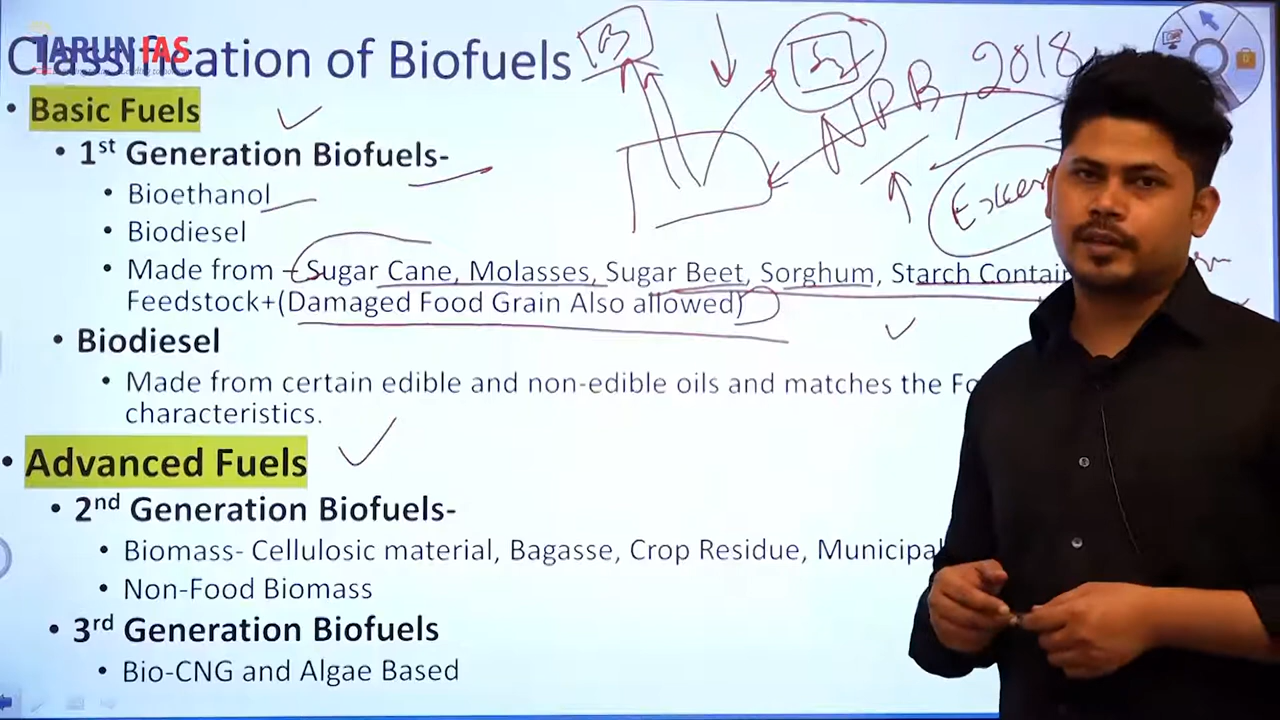 TARUN IAS
Classification of Biofuels
NPB, 2018
• Basic Fuels
• 1st Generation Biofuels-
• Bioethanol
• Biodiesel
• Made from – Sugar Cane, Molasses, Sugar Beet, Sorghum, Starch Contain
Feedstock+(Damaged Food Grain Also allowed)
• Biodiesel
• Made from certain edible and non-edible oils and matches the
characteristics.
• Advanced Fuels
• 2nd Generation Biofuels-
• Biomass- Cellulosic material, Bagasse, Crop Residue, Municipal
• Non-Food Biomass
• 3rd Generation Biofuels
• Bio-CNG and Algae Based